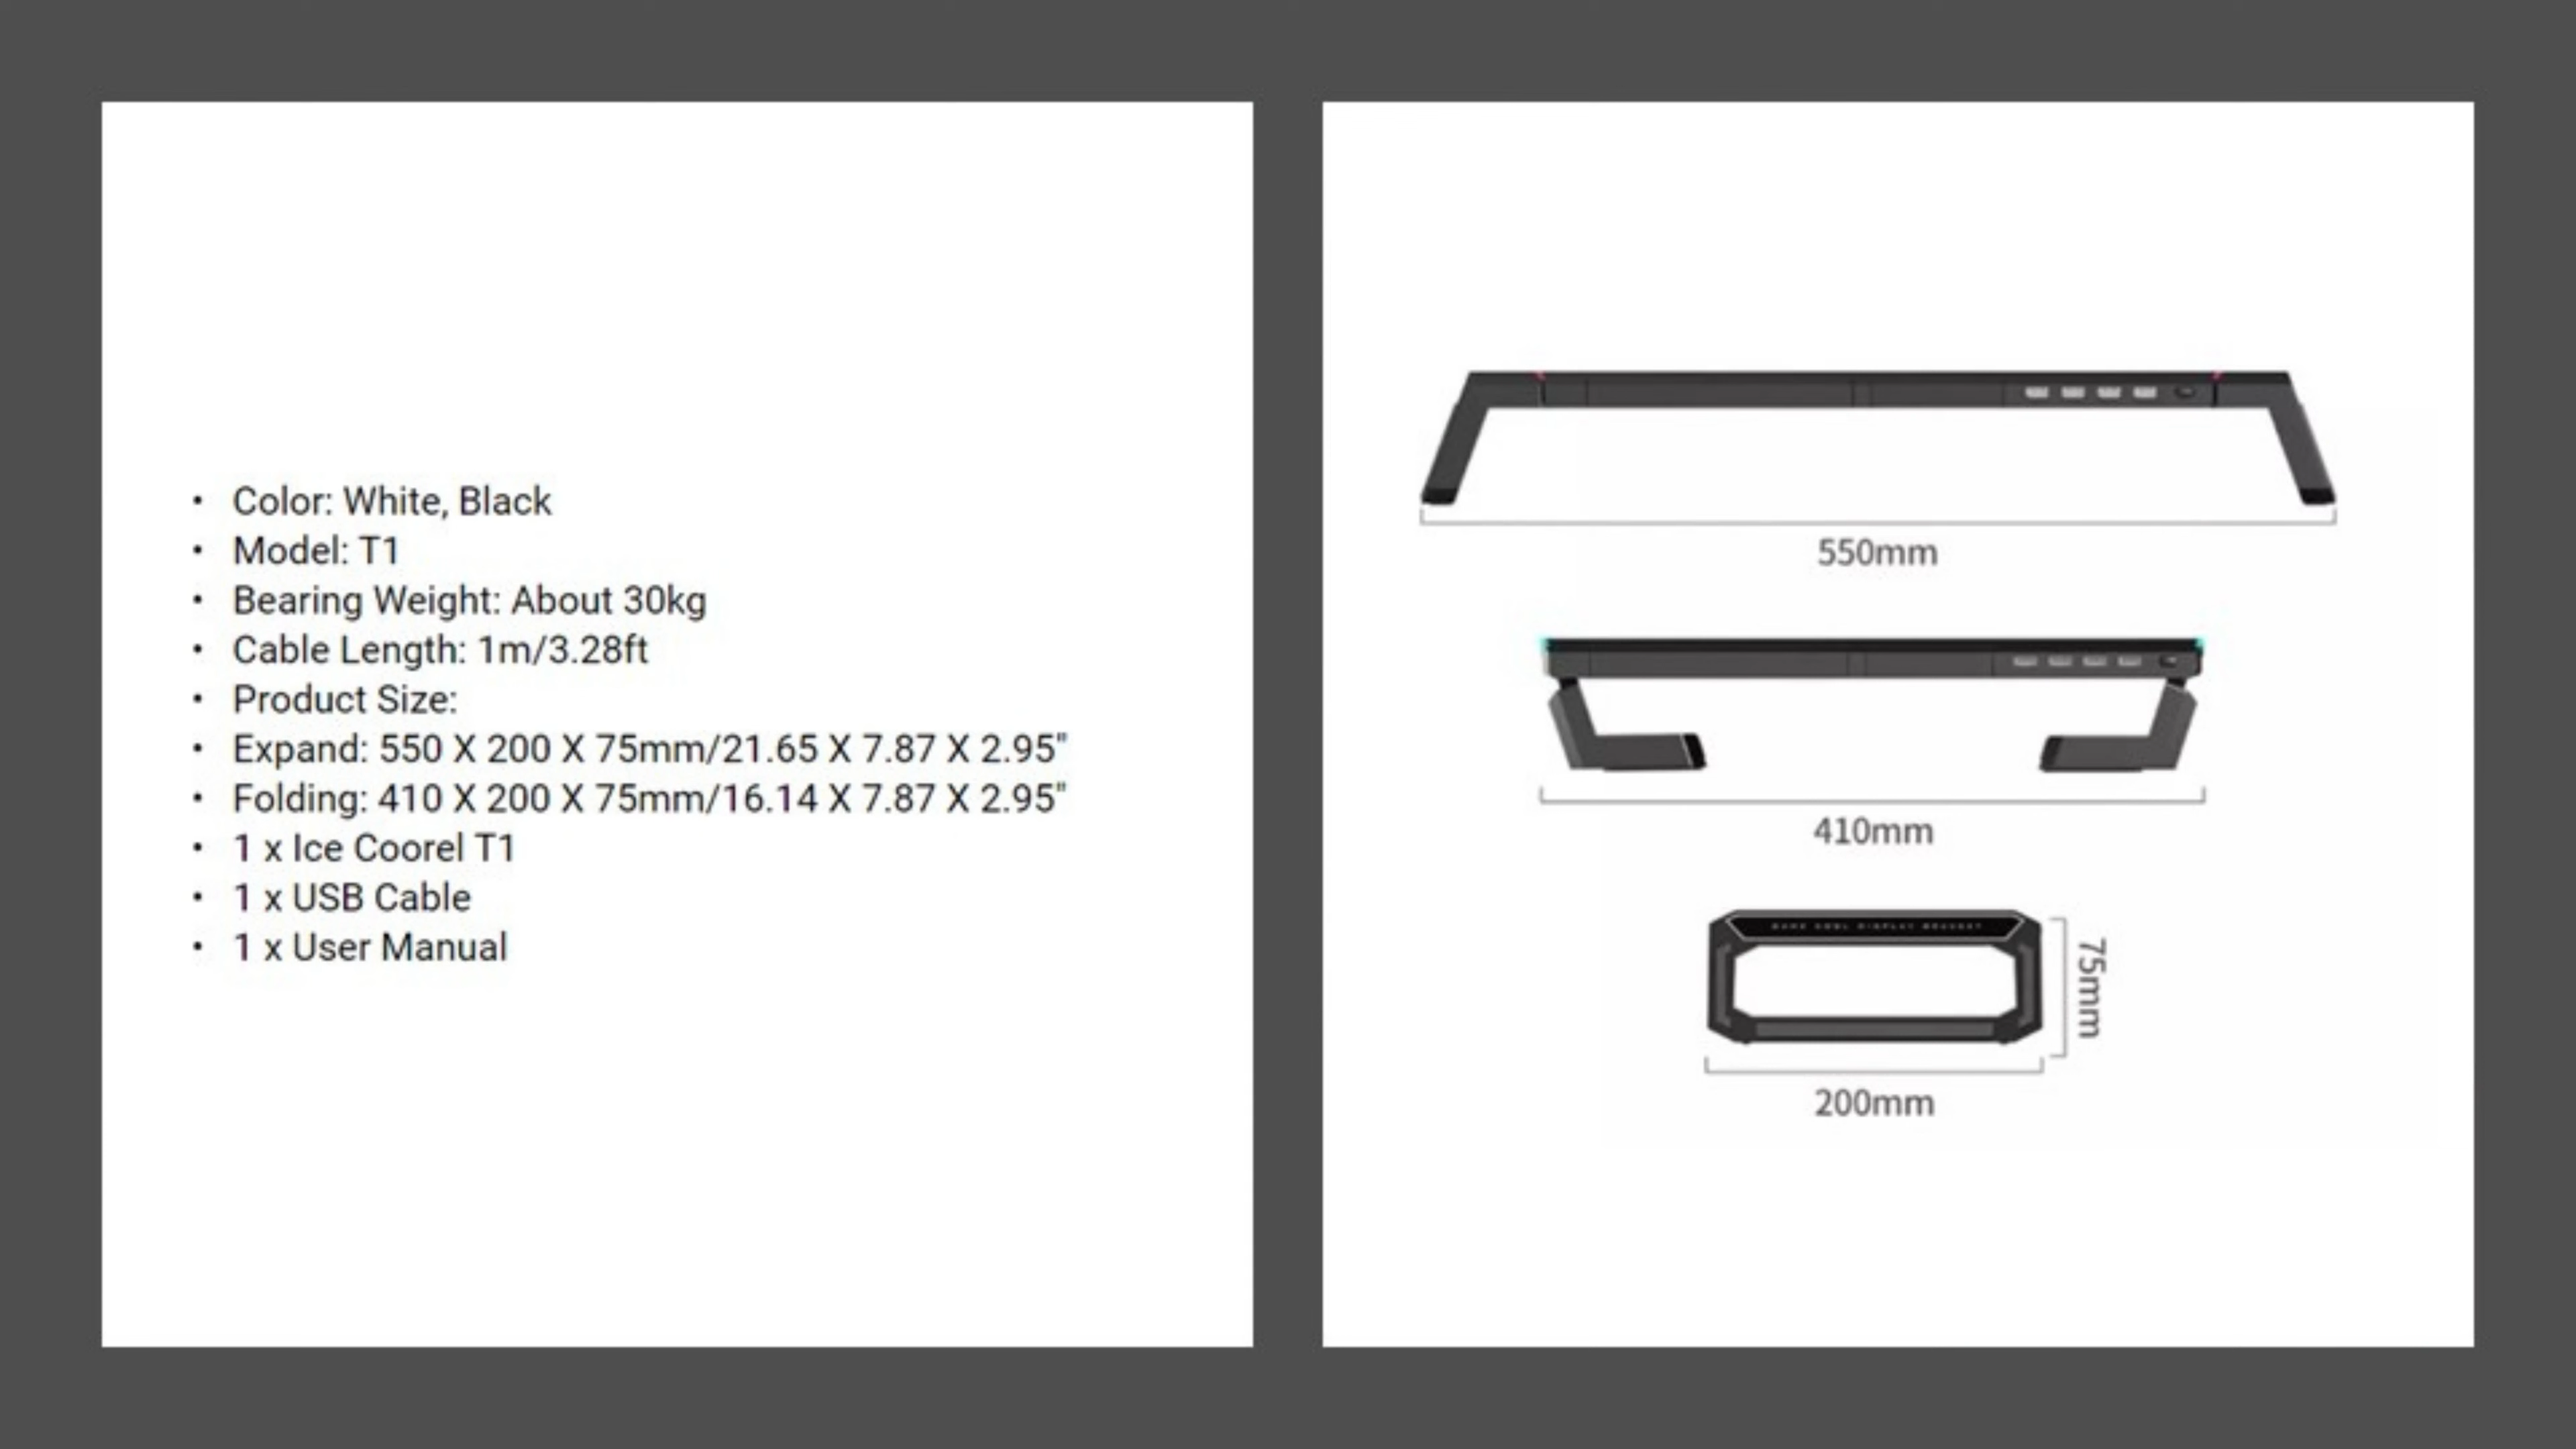 Color: White, Black
Model: T1
Bearing Weight: About 30kg
Cable Length: 1m/3.28ft
Product Size:
Expand: 550 X 200 X 75mm/21.65 X 7.87 X 2.95"
Folding: 410 X 200 X 75mm/16.14 X 7.87 X 2.95"
1 x Ice Coorel T1
1 x USB Cable
1 x User Manual
550mm
410mm
75mm
200mm